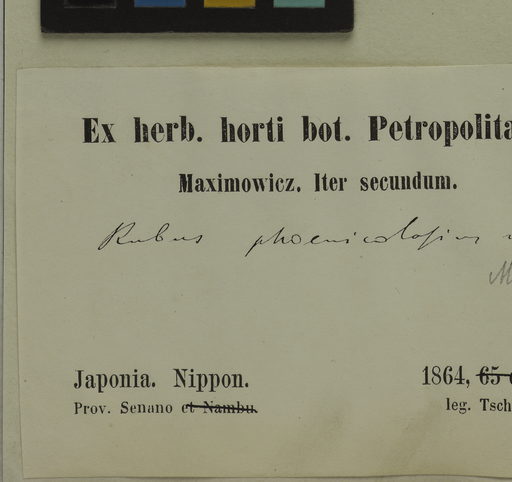 Ex herb. horti bot. Petropolita
Maximowicz. Iter secundum.
Rubus phoenicolasius
Japonia. Nippon.
1864, 65
Prov. Senano et Nambu.
leg. Tsch